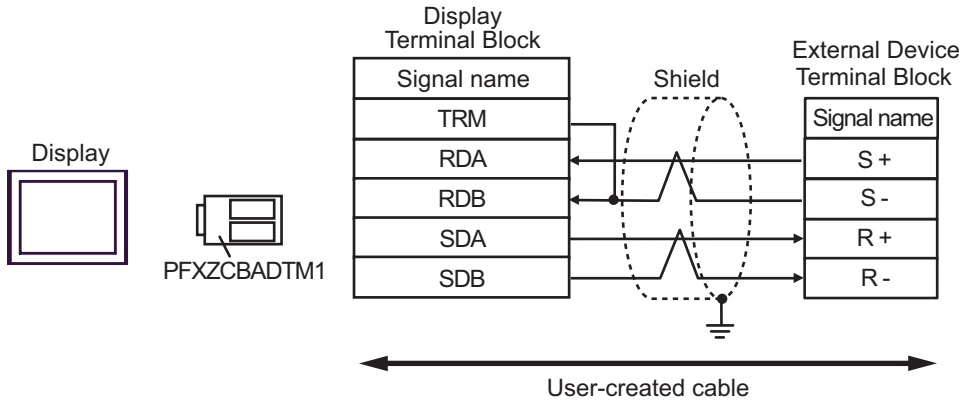 Display
Terminal Block
Signal name
TRM
RDA
RDB
SDA
SDB
Shield
External Device
Terminal Block
Signal name
S +
S -
R +
R -
Display
PFXZCBADTM1
User-created cable